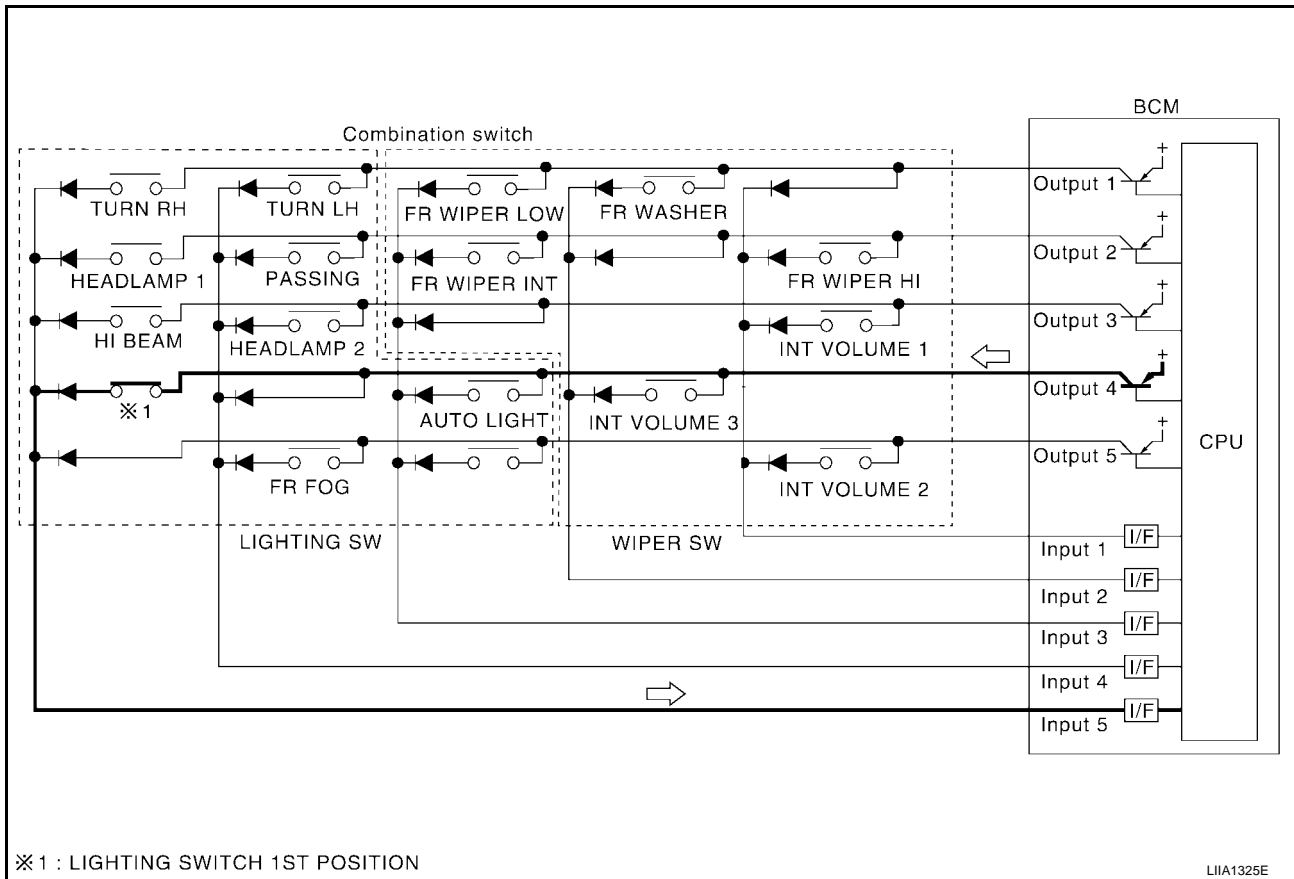 BCM
Combination switch
+
Output 1
TURN RH
TURN LH
FR WIPER LOW
FR WASHER
+
Output 2
HEADLAMP 1
PASSING
FR WIPER INT
FR WIPER HI
+
Output 3
HI BEAM
HEADLAMP 2
INT VOLUME 1
+
Output 4
※1
AUTO LIGHT
INT VOLUME 3
+
Output 5
CPU
FR FOG
INT VOLUME 2
LIGHTING SW
WIPER SW
Input 1
I/F
Input 2
I/F
Input 3
I/F
Input 4
I/F
Input 5
I/F
※1 : LIGHTING SWITCH 1ST POSITION
LIIA1325E